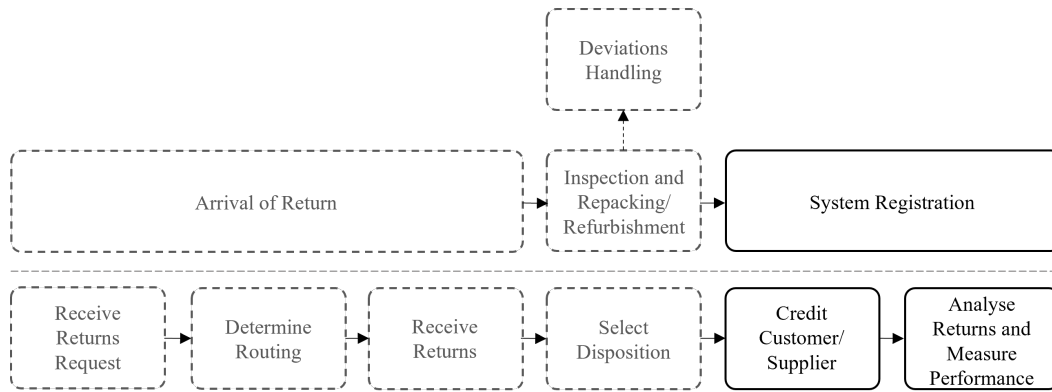 Deviations
Handling
Arrival of Return
Inspection and
Repacking/
Refurbishment
System Registration
Receive
Returns
Request
Determine
Routing
Receive
Returns
Select
Disposition
Credit
Customer/
Supplier
Analyse
Returns and
Measure
Performance